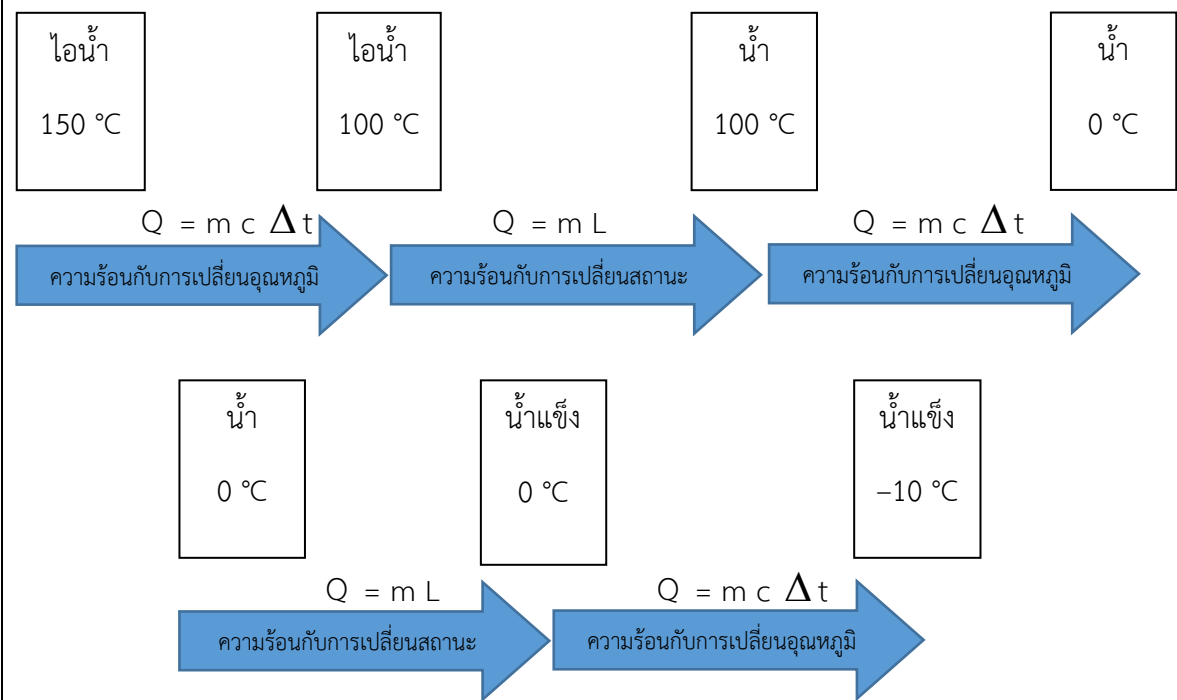 ไอน้ำ
150 °C
ไอน้ำ
100 °C
น้ำ
100 °C
น้ำ
0 °C
Q = m c Δ t
Q = m L
Q = m c Δ t
ความร้อนกับการเปลี่ยนอุณหภูมิ
ความร้อนกับการเปลี่ยนสถานะ
ความร้อนกับการเปลี่ยนอุณหภูมิ
น้ำ
0 °C
น้ำแข็ง
0 °C
น้ำแข็ง
–10 °C
Q = m L
Q = m c Δ t
ความร้อนกับการเปลี่ยนสถานะ
ความร้อนกับการเปลี่ยนอุณหภูมิ